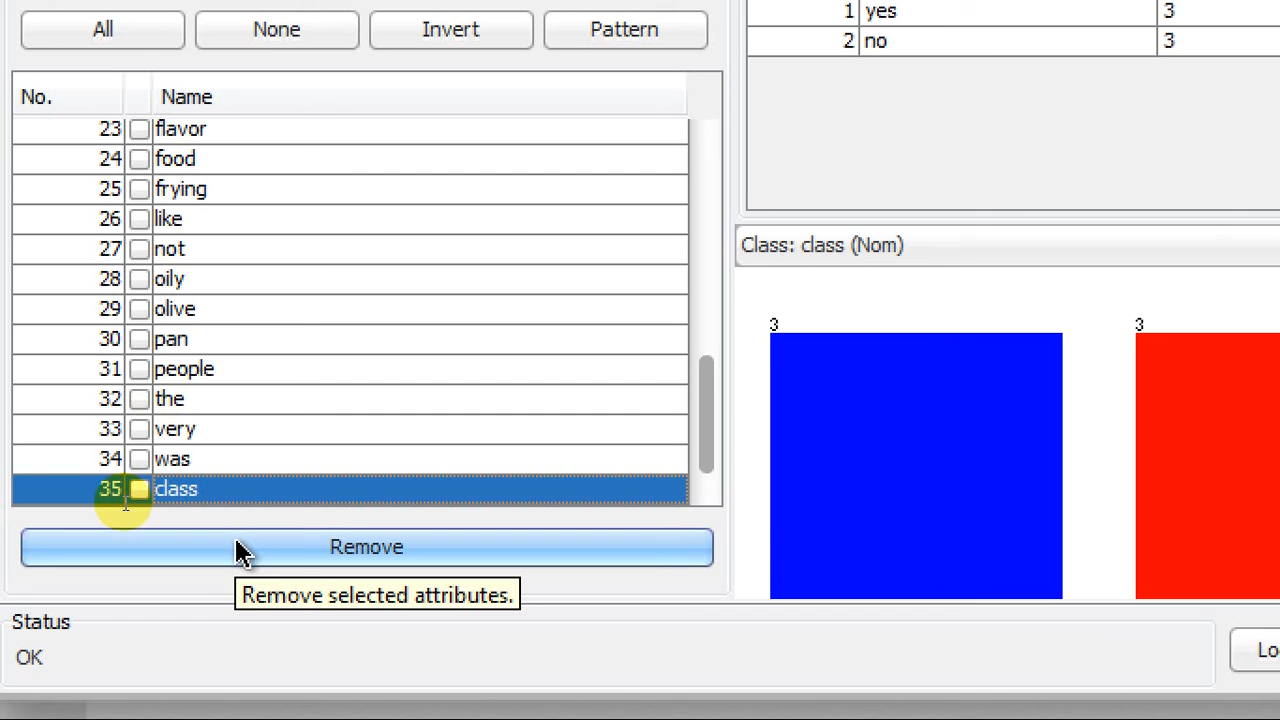 All None Invert Pattern
No. Name
23 flavor
24 food
25 frying
26 like
27 not
28 oily
29 olive
30 pan
31 people
32 the
33 very
34 was
35 class
Remove
Remove selected attributes.
Status
OK
1 yes 3
2 no 3
Class: class (Nom)
3 3